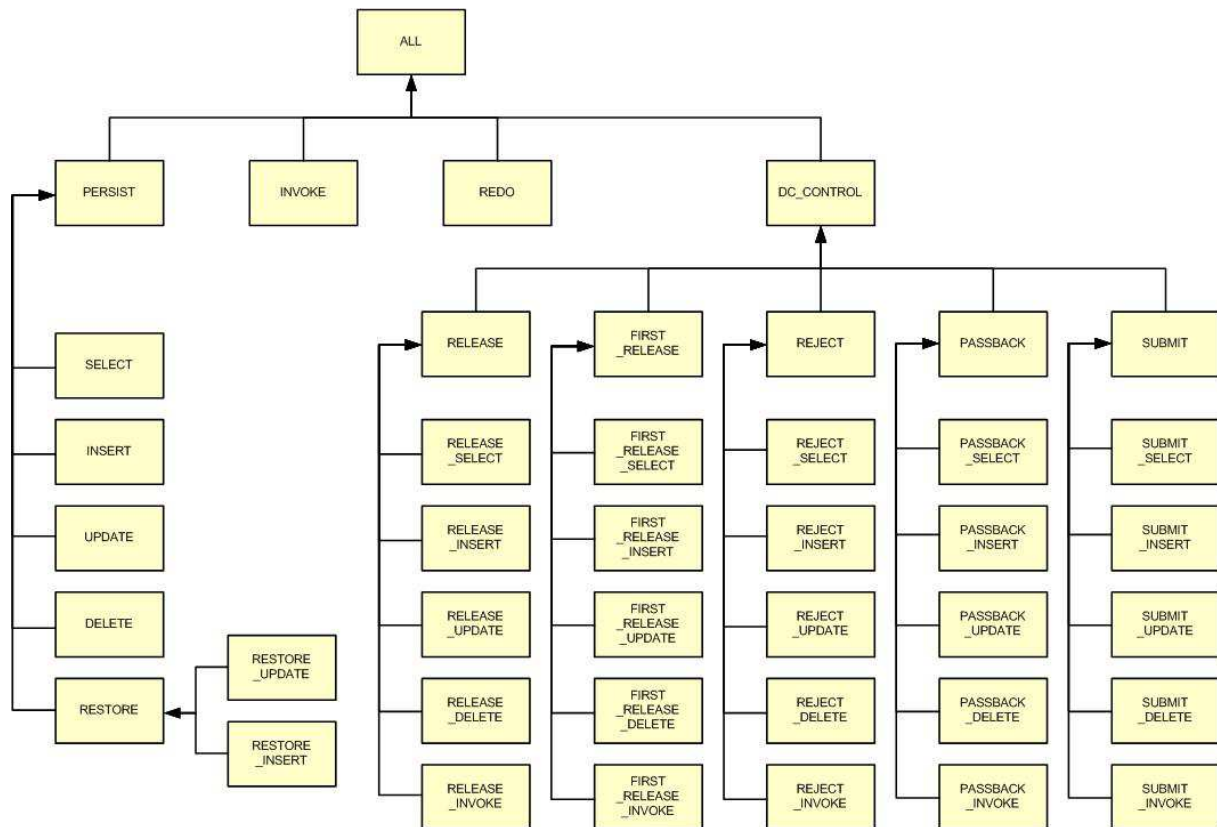 ALL
PERSIST
INVOKE
REDO
DC_CONTROL
RELEASE
FIRST
_RELEASE
REJECT
PASSBACK
SUBMIT
SELECT
RELEASE
_SELECT
FIRST
_RELEASE
_SELECT
REJECT
_SELECT
PASSBACK
_SELECT
SUBMIT
_SELECT
INSERT
RELEASE
_INSERT
FIRST
_RELEASE
_INSERT
REJECT
_INSERT
PASSBACK
_INSERT
SUBMIT
_INSERT
UPDATE
RELEASE
_UPDATE
FIRST
_RELEASE
_UPDATE
REJECT
_UPDATE
PASSBACK
_UPDATE
SUBMIT
_UPDATE
DELETE
RESTORE
_UPDATE
RESTORE
RELEASE
_DELETE
FIRST
_RELEASE
_DELETE
REJECT
_DELETE
PASSBACK
_DELETE
SUBMIT
_DELETE
RESTORE
_INSERT
RELEASE
_INVOKE
FIRST
_RELEASE
_INVOKE
REJECT
_INVOKE
PASSBACK
_INVOKE
SUBMIT
_INVOKE